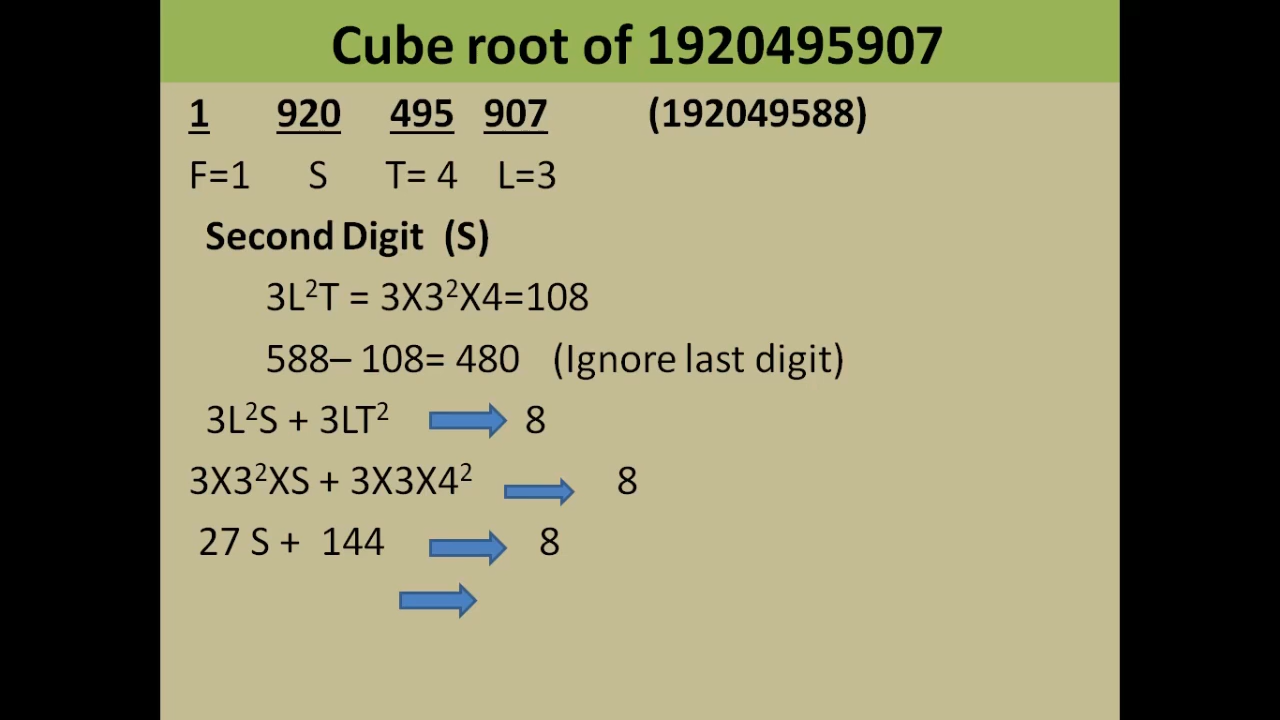 Cube root of 1920495907
1 920 495 907 (192049588)
F=1 S T= 4 L=3
Second Digit (S)
3L²T = 3X3²X4=108
588– 108= 480 (Ignore last digit)
3L²S + 3LT² 8
3X3²XS + 3X3X4² 8
27 S + 144 8